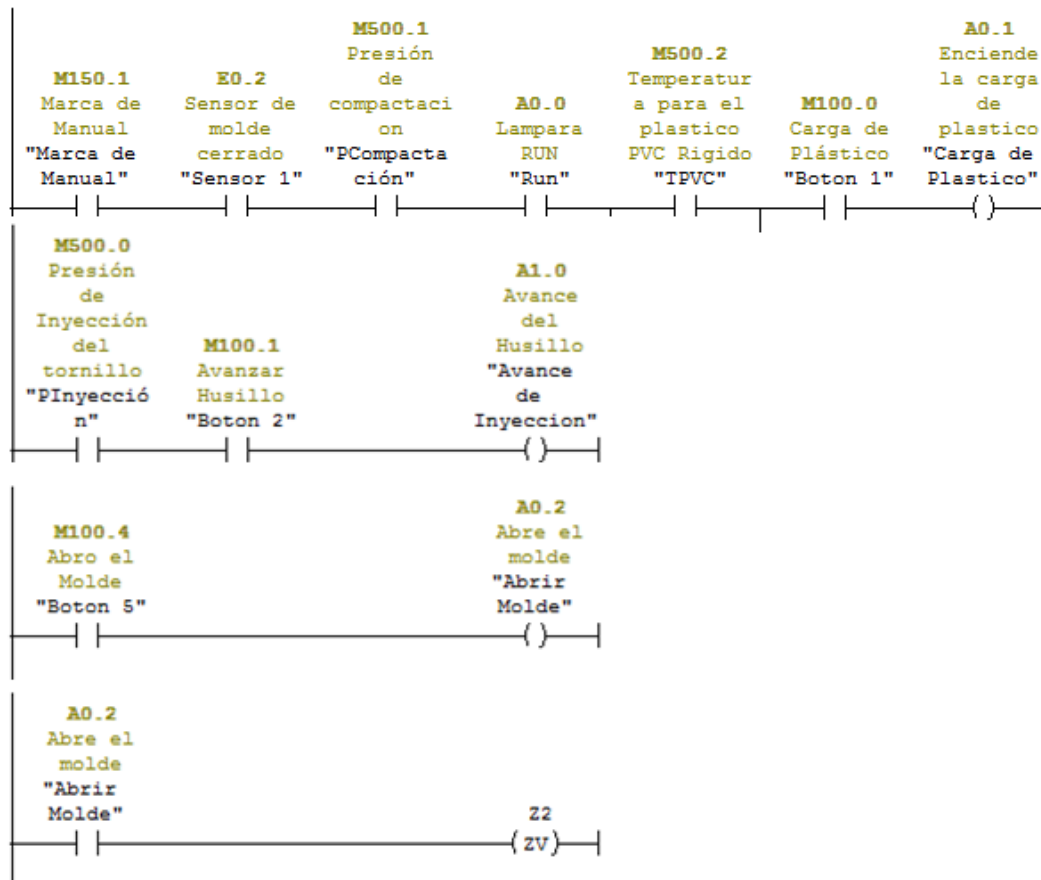 M150.1
Marca de
Manual
"Marca de
Manual"
E0.2
Sensor de
molde
cerrado
"Sensor 1"
M500.1
Presión
de
compactaci
on
"PCompacta
ción"
A0.0
Lampara
RUN
"Run"
M500.2
Temperatur
a para el
plastico
PVC Rigido
"TPVC"
M100.0
Carga de
Plástico
"Boton 1"
A0.1
Enciende
la carga
de
plastico
"Carga de
Plastico"
M500.0
Presión
de
Inyección
del
tornillo
"PInyecció
n"
M100.1
Avanzar
Husillo
"Boton 2"
A1.0
Avance
del
Husillo
"Avance
de
Inyeccion"
M100.4
Abro el
Molde
"Boton 5"
A0.2
Abre el
molde
"Abrir
Molde"
A0.2
Abre el
molde
"Abrir
Molde"
Z2
ZV